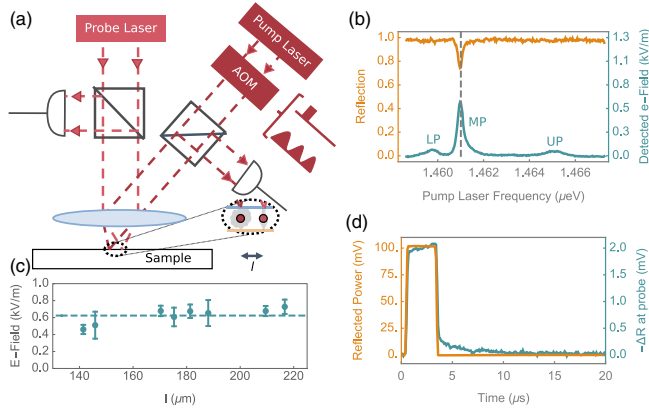 (a)
Probe Laser
Pump Laser
AOM
Sample
l
(b)
Reflection
1.0
0.8
0.6
0.4
0.2
0.0
LP
MP
UP
1.460
1.462
1.464
1.466
Pump Laser Frequency (μeV)
1.3
1.1
0.8
0.5
0.3
0.0
Detected e−Field (kV/m)
(c)
E−Field (kV/m)
1.0
0.8
0.6
0.4
0.2
0.0
140
160
180
200
220
l (μm)
(d)
Reflected Power (mV)
100
75
50
25
0
0
5
10
15
20
Time (μs)
2.0
1.5
1.0
0.5
0.0
−ΔR at probe (mV)